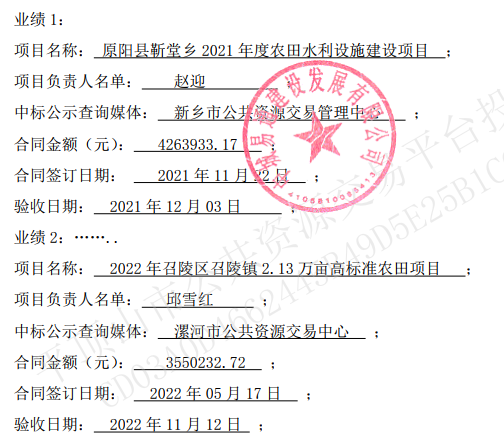 业绩 1:
项目名称: 原阳县靳堂乡 2021 年度农田水利设施建设项目 ;
项目负责人名单: 赵迎 ;
中标公示查询媒体: 新乡市公共资源交易管理中心 ;
合同金额(元): 4263933.17 ;
合同签订日期: 2021 年 11 月 22 日 ;
验收日期: 2021 年 12 月 03 日 ;
业绩 2:……..
项目名称: 2022 年召陵区召陵镇 2.13 万亩高标准农田项目 ;
项目负责人名单: 邱雪红 ;
中标公示查询媒体: 漯河市公共资源交易中心 ;
合同金额(元): 3550232.72 ;
合同签订日期: 2022 年 05 月 17 日 ;
验收日期: 2022 年 11 月 12 日 ;